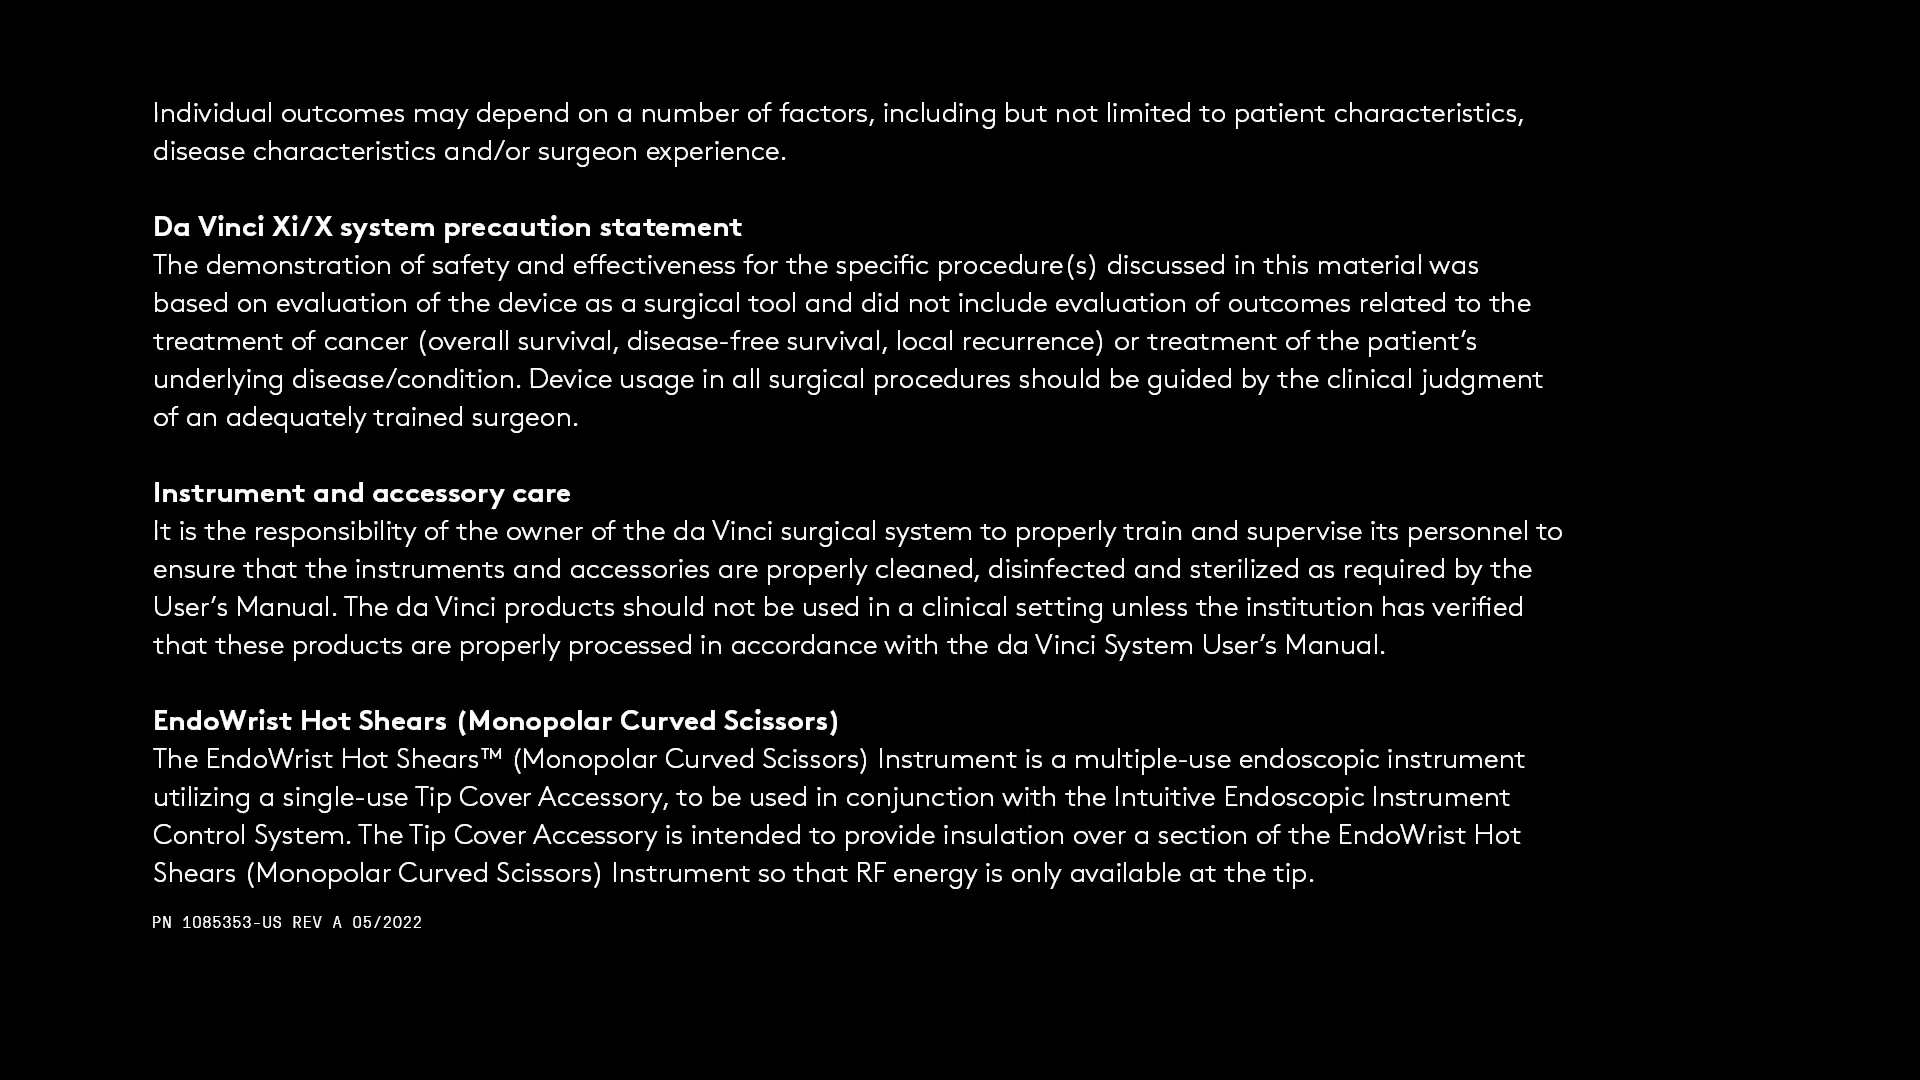 Individual outcomes may depend on a number of factors, including but not limited to patient characteristics,
disease characteristics and/or surgeon experience.
Da Vinci Xi/X system precaution statement
The demonstration of safety and effectiveness for the specific procedure(s) discussed in this material was
based on evaluation of the device as a surgical tool and did not include evaluation of outcomes related to the
treatment of cancer (overall survival, disease-free survival, local recurrence) or treatment of the patient’s
underlying disease/condition. Device usage in all surgical procedures should be guided by the clinical judgment
of an adequately trained surgeon.
Instrument and accessory care
It is the responsibility of the owner of the da Vinci surgical system to properly train and supervise its personnel to
ensure that the instruments and accessories are properly cleaned, disinfected and sterilized as required by the
User’s Manual. The da Vinci products should not be used in a clinical setting unless the institution has verified
that these products are properly processed in accordance with the da Vinci System User’s Manual.
EndoWrist Hot Shears (Monopolar Curved Scissors)
The EndoWrist Hot Shears™ (Monopolar Curved Scissors) Instrument is a multiple-use endoscopic instrument
utilizing a single-use Tip Cover Accessory, to be used in conjunction with the Intuitive Endoscopic Instrument
Control System. The Tip Cover Accessory is intended to provide insulation over a section of the EndoWrist Hot
Shears (Monopolar Curved Scissors) Instrument so that RF energy is only available at the tip.
PN 1085353-US REV A 05/2022